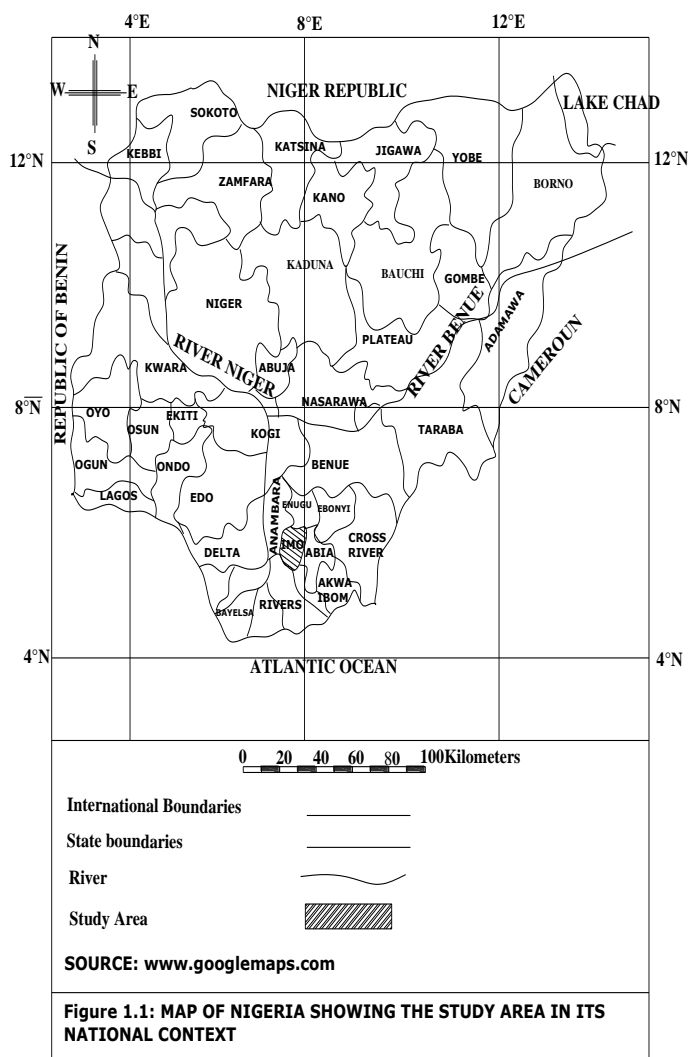 4°E 8°E 12°E
N
W E
S
NIGER REPUBLIC
LAKE CHAD
SOKOTO
KATSINA
JIGAWA
YOBE
KEBBI
12°N 12°N
ZAMFARA
KANO
BORNO
REPUBLIC OF BENIN
KADUNA
BAUCHI
GOMBE
NIGER
RIVER BENUE
ADAMAWA
CAMEROUN
PLATEAU
RIVER NIGER
KWARA
ABUJA
NASARAWA
8°N 8°N
OYO
OSUN
EKITI
KOGI
TARABA
OGUN
ONDO
BENUE
LAGOS
EDO
ANAMBARA
ENUGU
EBONYI
DELTA
IMO
ABIA
CROSS
RIVER
AKWA
IBOM
BAYELSA
RIVERS
4°N 4°N
ATLANTIC OCEAN
0 20 40 60 80 100Kilometers
International Boundaries
State boundaries
River
Study Area
SOURCE: www.googlemaps.com
Figure 1.1: MAP OF NIGERIA SHOWING THE STUDY AREA IN ITS
NATIONAL CONTEXT